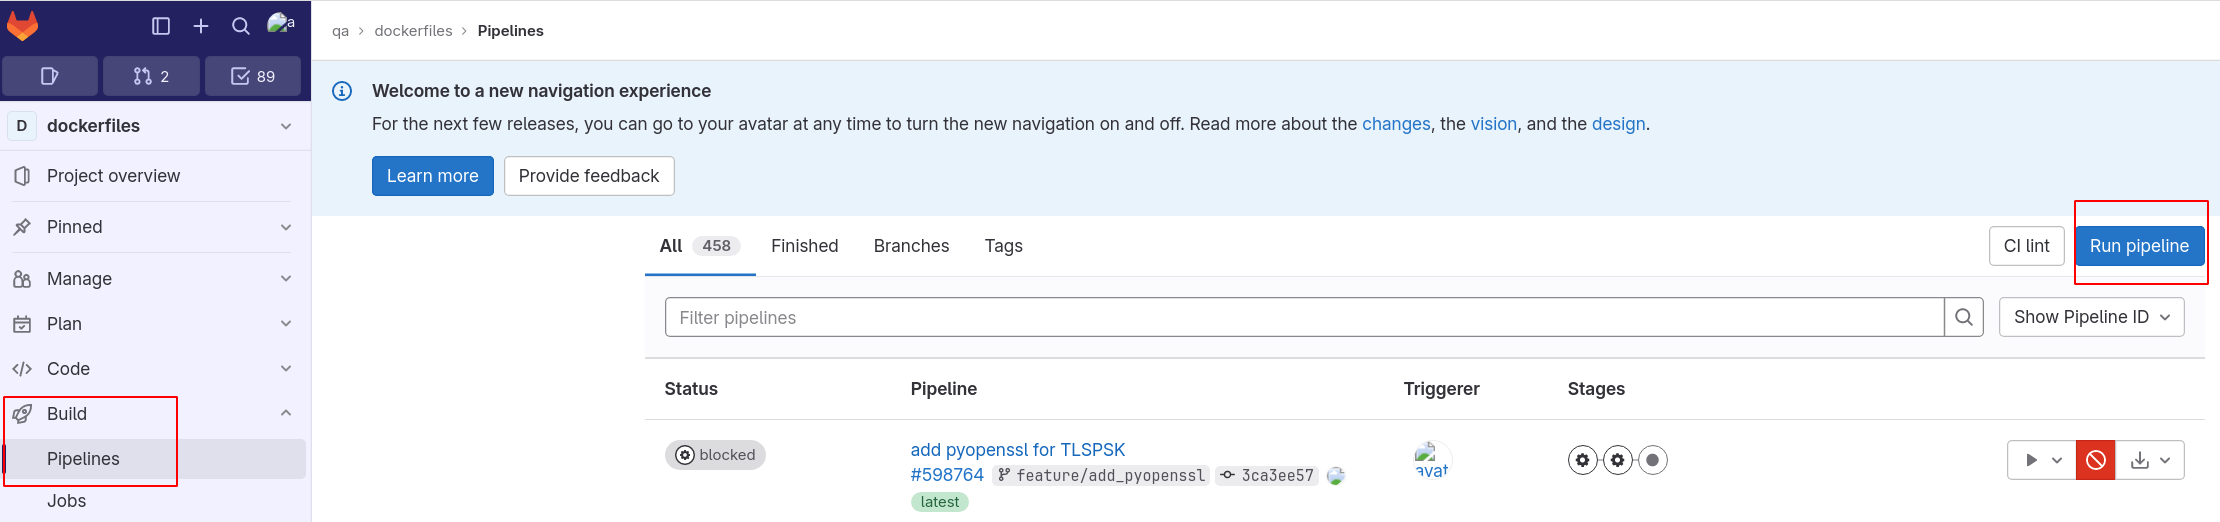 a
2
89
D dockerfiles
Project overview
Pinned
Manage
Plan
Code
Build
Pipelines
Jobs
qa > dockerfiles > Pipelines
Welcome to a new navigation experience
For the next few releases, you can go to your avatar at any time to turn the new navigation on and off. Read more about the changes, the vision, and the design.
Learn more Provide feedback
All 458 Finished Branches Tags CI lint Run pipeline
Filter pipelines Show Pipeline ID
Status Pipeline Triggerer Stages
blocked add pyopenssl for TLSPSK
#598764 feature/add_pyopenssl 3ca3ee57
latest
avat